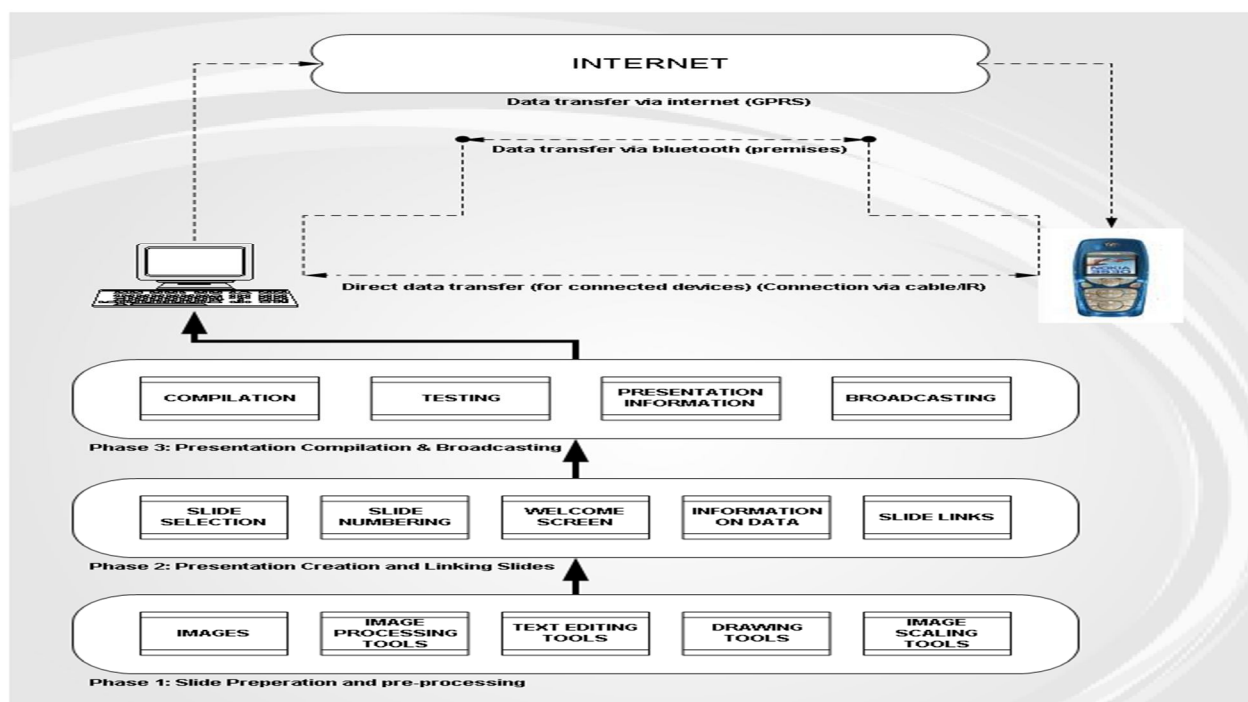 INTERNET
Data transfer via internet (GPRS)
Data transfer via bluetooth (premises)
Direct data transfer (for connected devices) (Connection via cable/IR)
NOKIA
COMPILATION
TESTING
PRESENTATION
INFORMATION
BROADCASTING
Phase 3: Presentation Compilation & Broadcasting
SLIDE
SELECTION
SLIDE
NUMBERING
WELCOME
SCREEN
INFORMATION
ON DATA
SLIDE LINKS
Phase 2: Presentation Creation and Linking Slides
IMAGES
IMAGE
PROCESSING
TOOLS
TEXT EDITING
TOOLS
DRAWING
TOOLS
IMAGE
SCALING
TOOLS
Phase 1: Slide Preperation and pre-processing